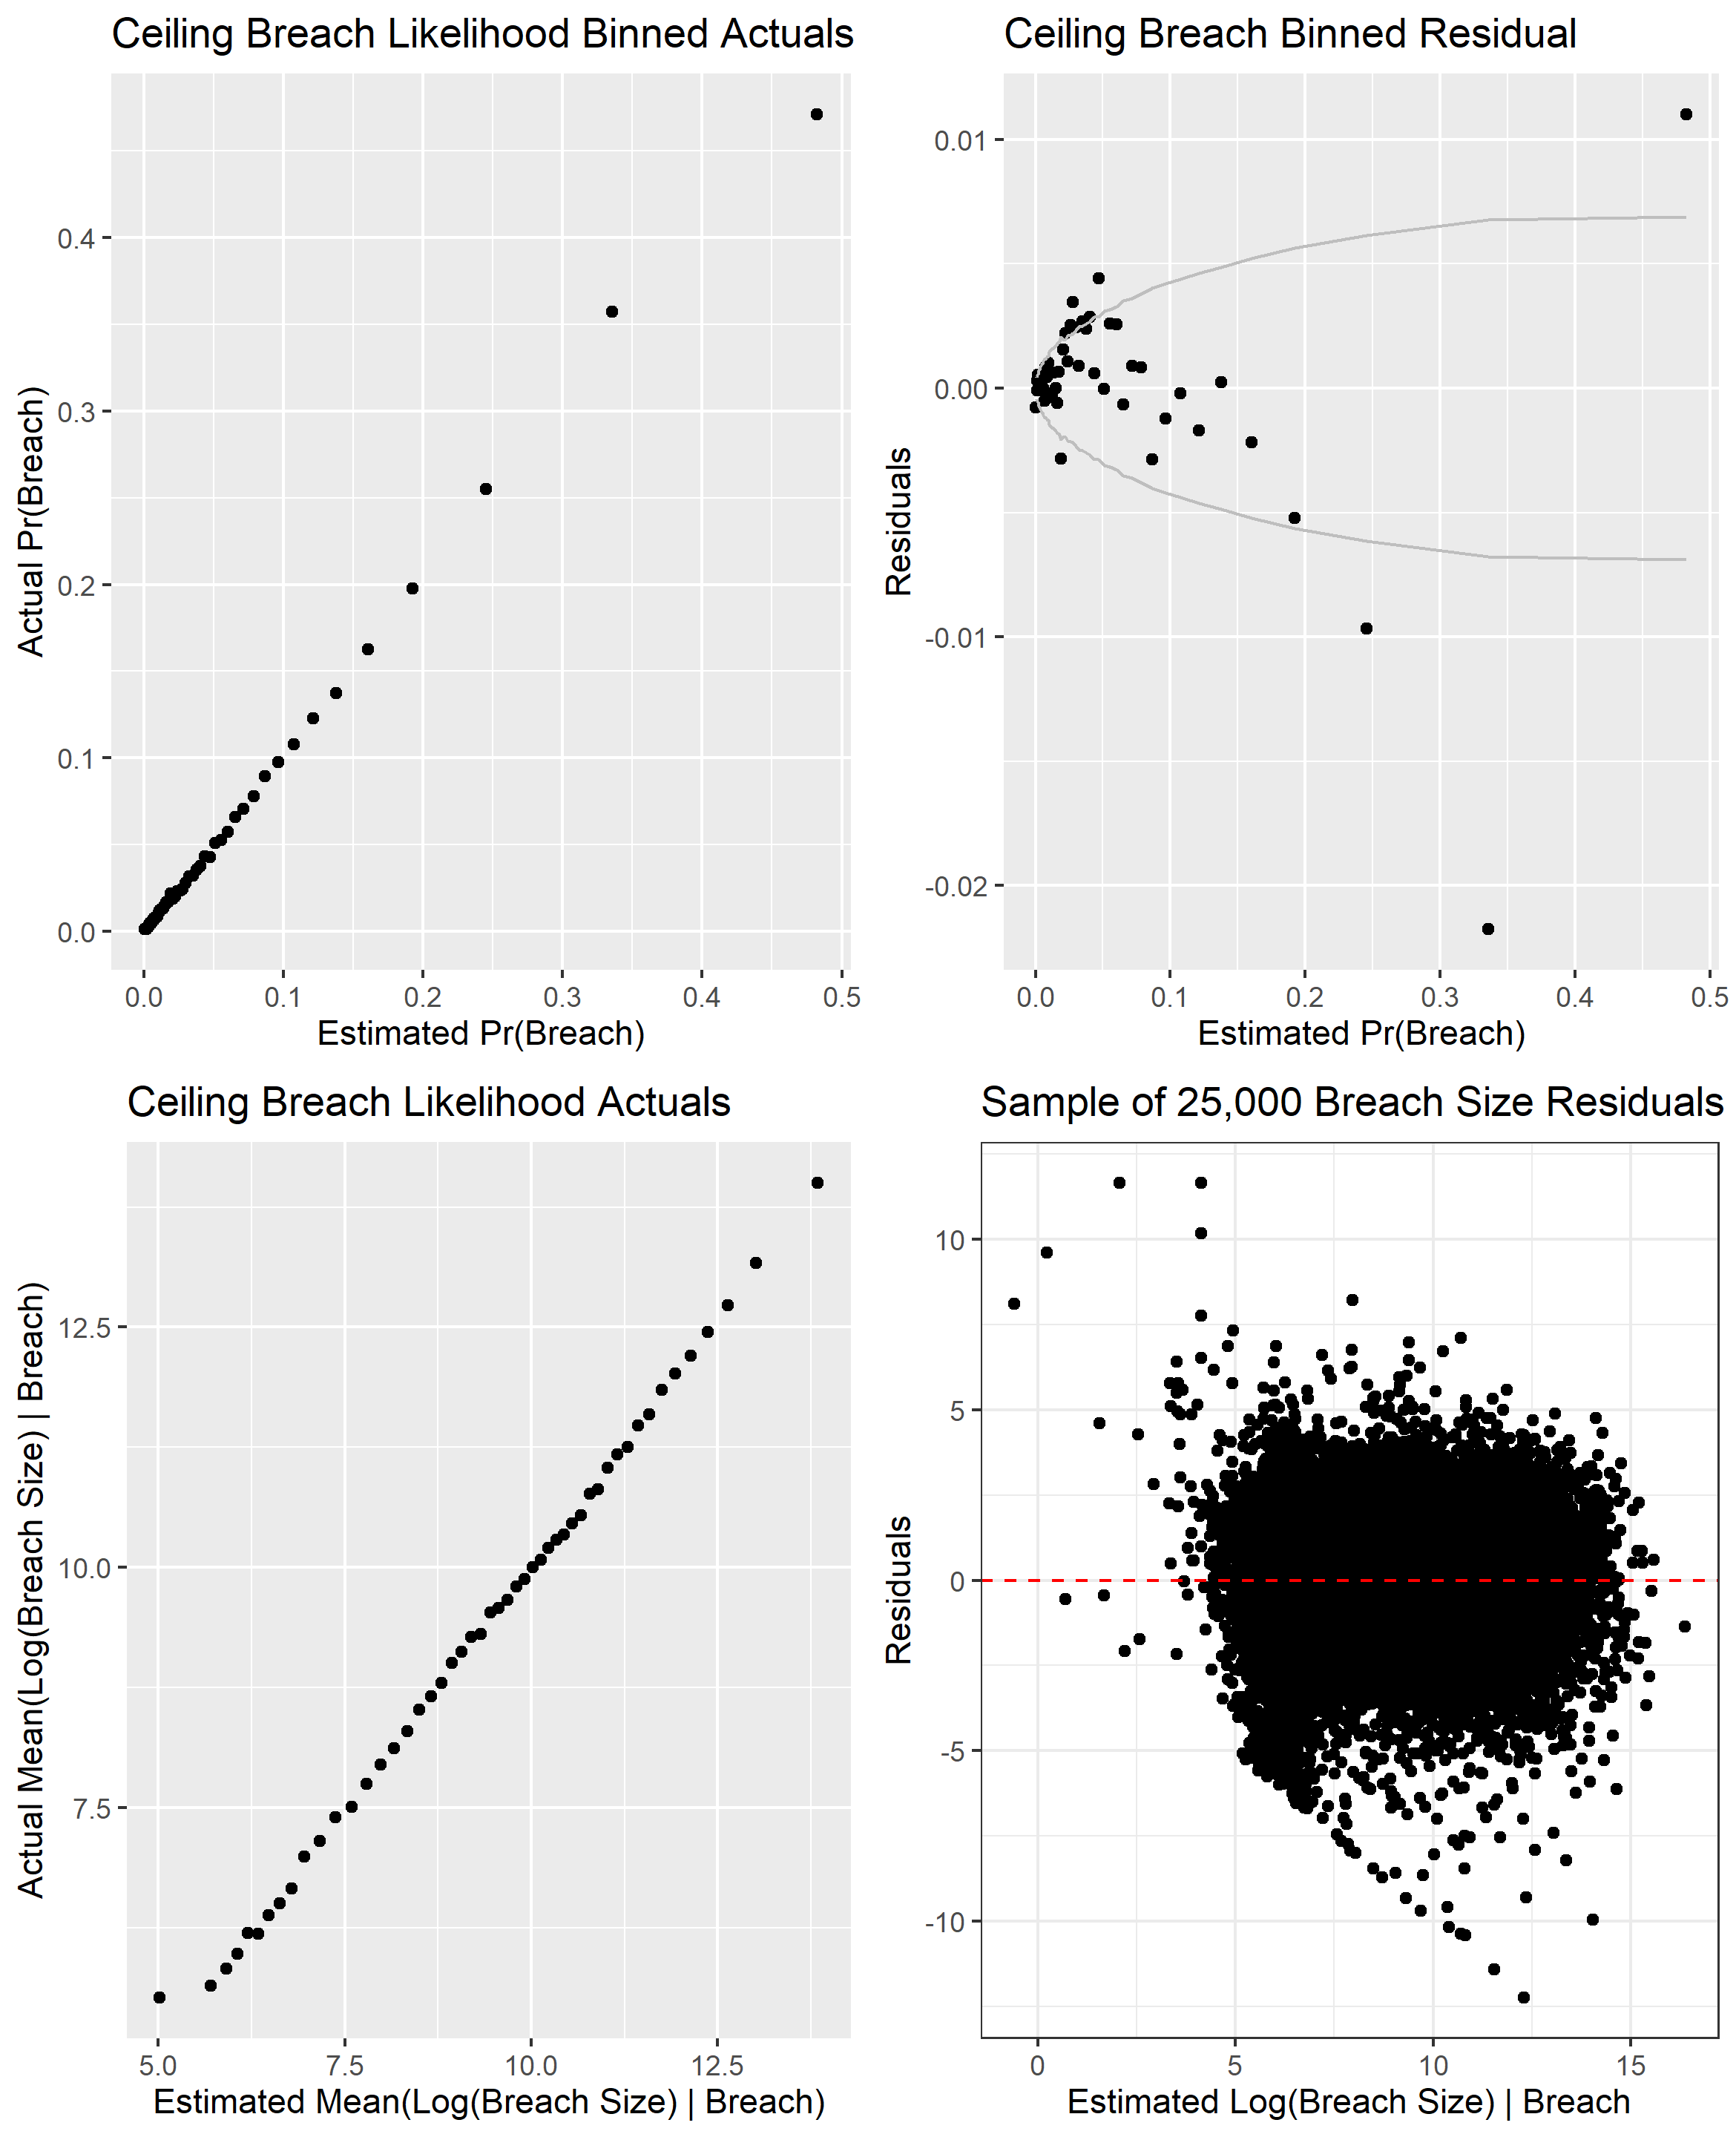 Ceiling Breach Likelihood Binned Actuals
Actual Pr(Breach)
0.4
0.3
0.2
0.1
0.0
0.0 0.1 0.2 0.3 0.4 0.5
Estimated Pr(Breach)
Ceiling Breach Binned Residual
Residuals
0.01
0.00
-0.01
-0.02
0.0 0.1 0.2 0.3 0.4 0.5
Estimated Pr(Breach)
Ceiling Breach Likelihood Actuals
Actual Mean(Log(Breach Size) | Breach)
12.5
10.0
7.5
5.0 7.5 10.0 12.5
Estimated Mean(Log(Breach Size) | Breach)
Sample of 25,000 Breach Size Residuals
Residuals
10
5
0
-5
-10
0 5 10 15
Estimated Log(Breach Size) | Breach